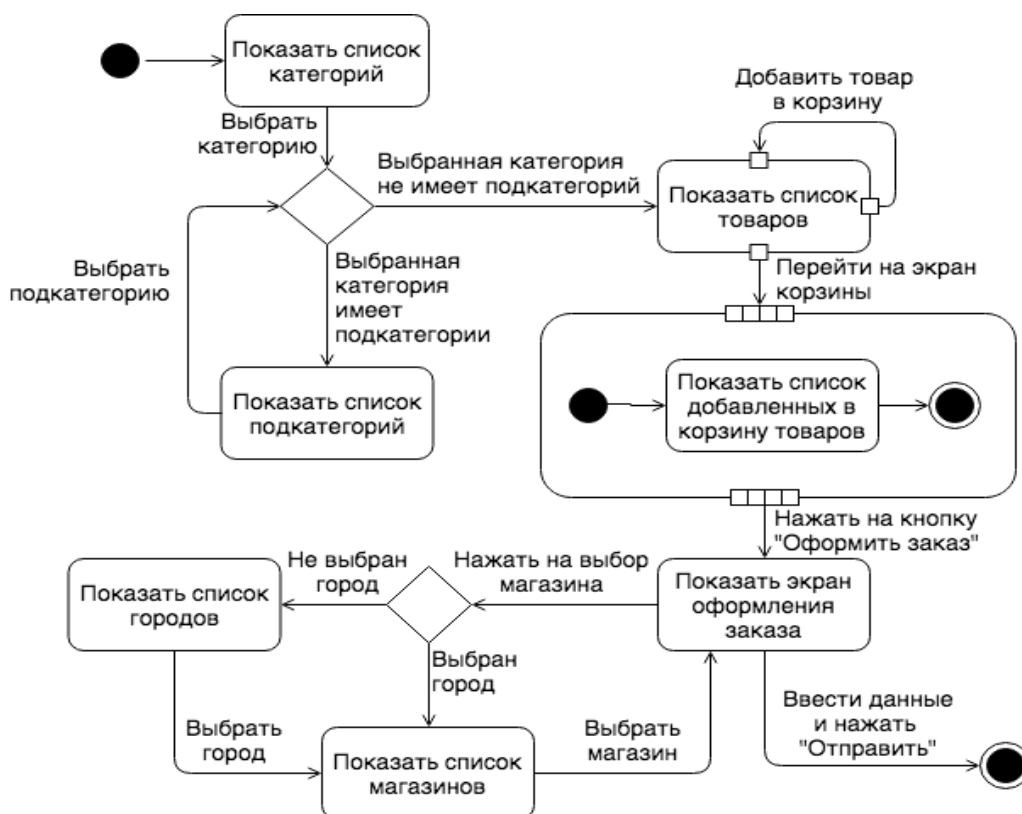 Показать список
категорий
Добавить товар
в корзину
Выбрать
категорию
Выбранная категория
не имеет подкатегорий
Показать список
товаров
Выбрать
подкатегорию
Выбранная
категория
имеет
подкатегории
Перейти на экран
корзины
Показать список
подкатегорий
Показать список
добавленных в
корзину товаров
Нажать на кнопку
"Оформить заказ"
Не выбран
город
Нажать на выбор
магазина
Показать список
городов
Показать экран
оформления
заказа
Выбран
город
Выбрать
город
Выбрать
магазин
Ввести данные
и нажать
"Отправить"
Показать список
магазинов